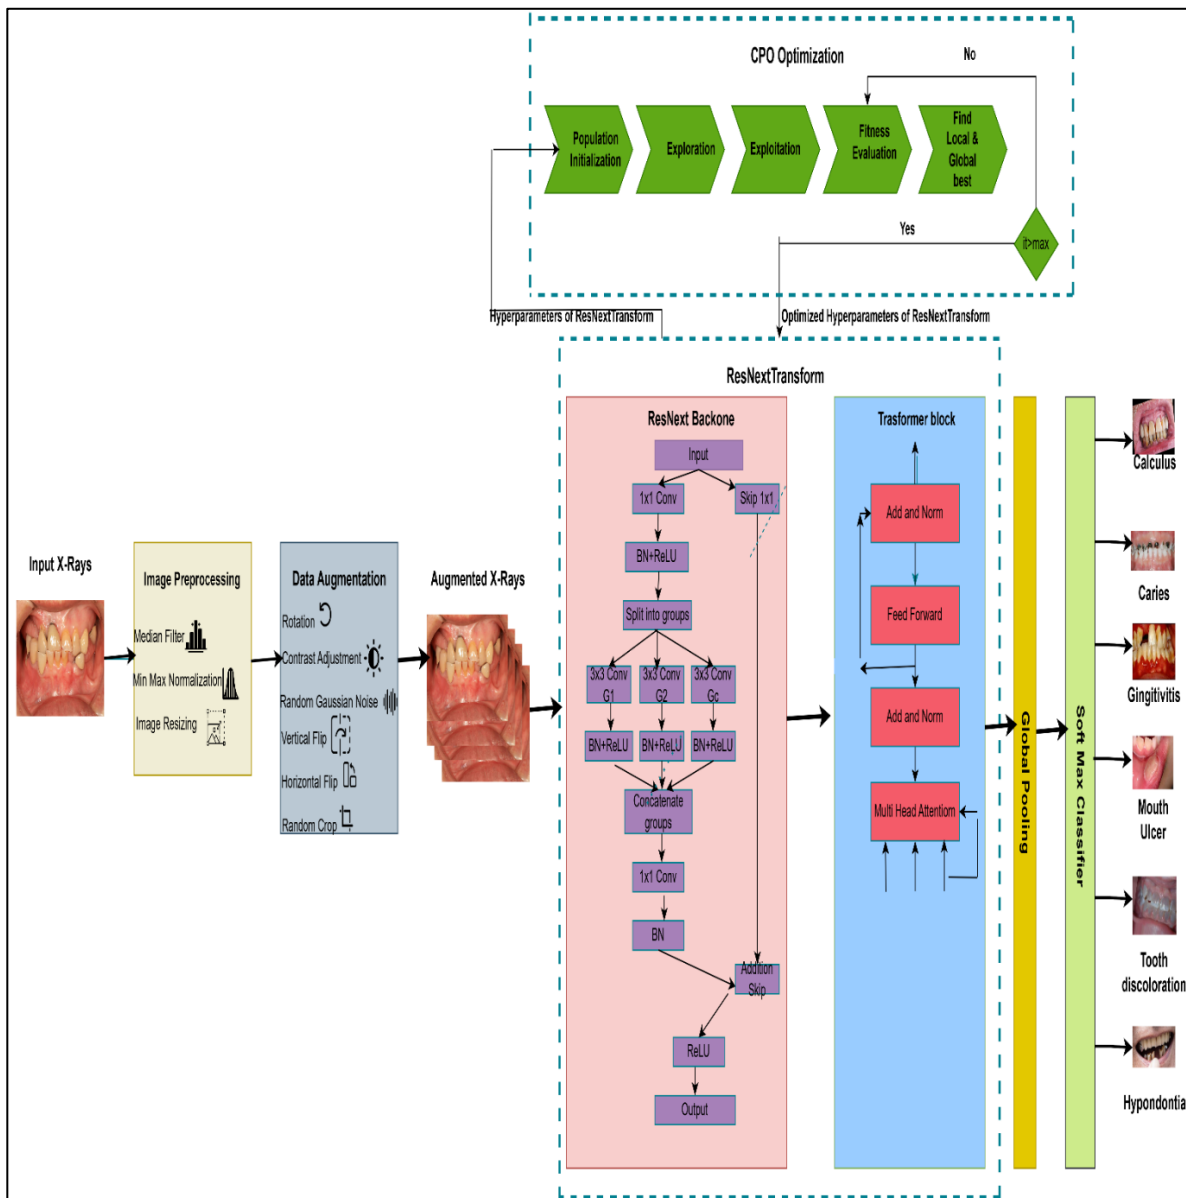 CPO Optimization
No
Population
Initialization
Exploration
Exploitation
Fitness
Evaluation
Find
Local &
Global
best
Yes
it>max
Hyperparameters of ResNextTransform
Optimized Hyperparameters of ResNextTransform
ResNextTransform
Input X-Rays
Image Preprocessing
Median Filter
Min Max Normalization
Image Resizing
Data Augmentation
Rotation
Contrast Adjustment
Random Gaussian Noise
Vertical Flip
Horizontal Flip
Random Crop
Augmented X-Rays
ResNext Backone
Input
1x1 Conv
Skip 1x1
BN+ReLU
Split into groups
3x3 Conv
G1
3x3 Conv
G2
3x3 Conv
Gc
BN+ReLU
BN+ReLU
BN+ReLU
Concatenate
groups
1x1 Conv
BN
Addition
Skip
ReLU
Output
Trasformer block
Add and Norm
Feed Forward
Add and Norm
Multi Head Attentiom
Global Pooling
Soft Max Classifier
Calculus
Caries
Gingitivitis
Mouth
Ulcer
Tooth
discoloration
Hypondontia